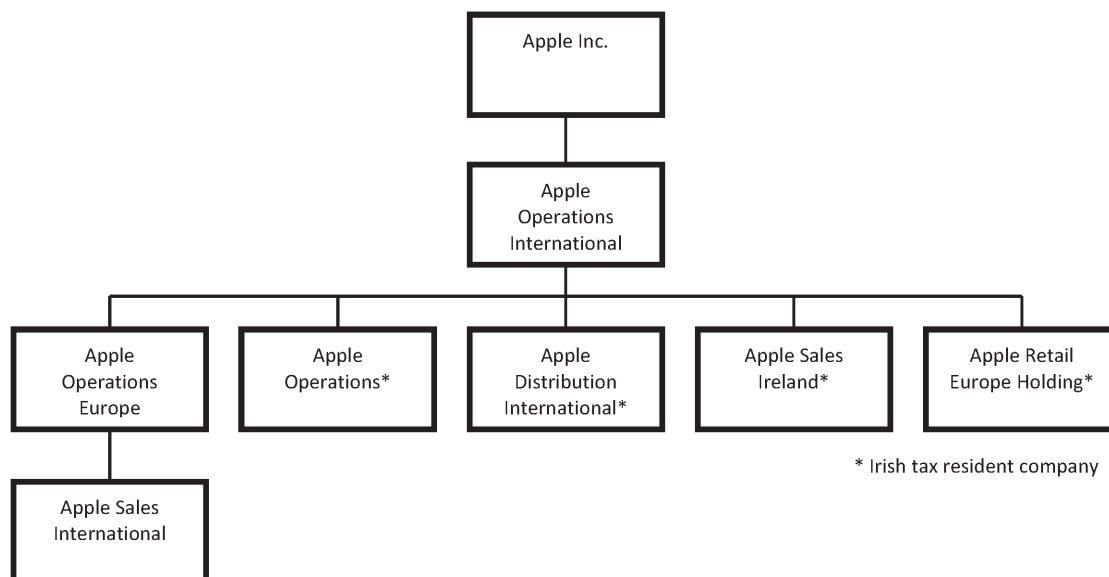 Apple Inc.
Apple
Operations
International
Apple
Operations
Europe
Apple
Operations*
Apple
Distribution
International*
Apple Sales
Ireland*
Apple Retail
Europe Holding*
* Irish tax resident company
Apple Sales
International